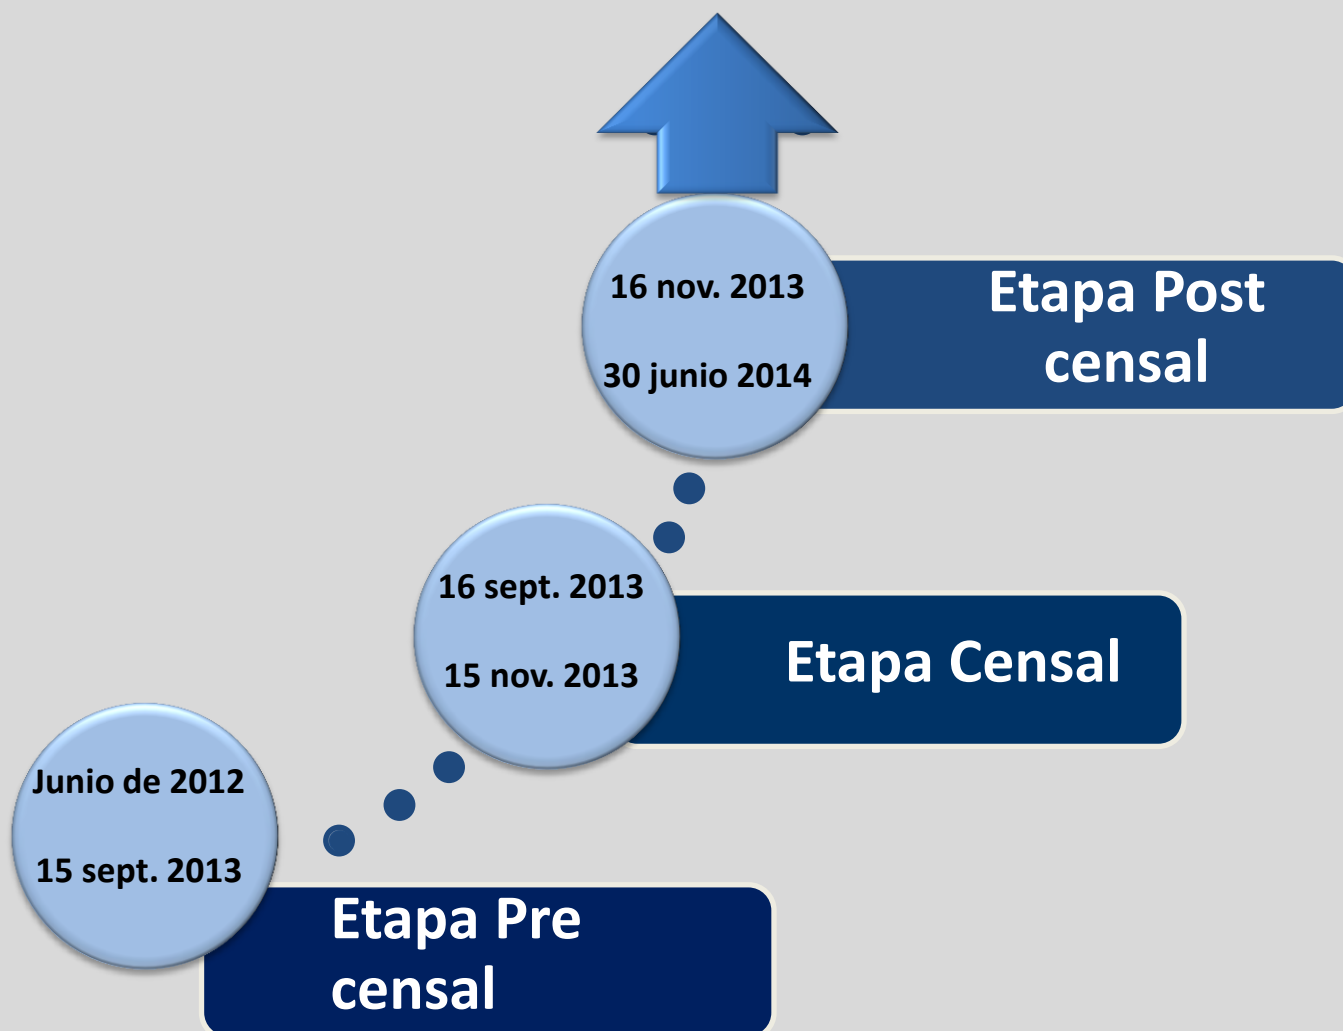 16 nov. 2013
30 junio 2014
Etapa Post
censal
16 sept. 2013
15 nov. 2013
Etapa Censal
Junio de 2012
15 sept. 2013
Etapa Pre
censal